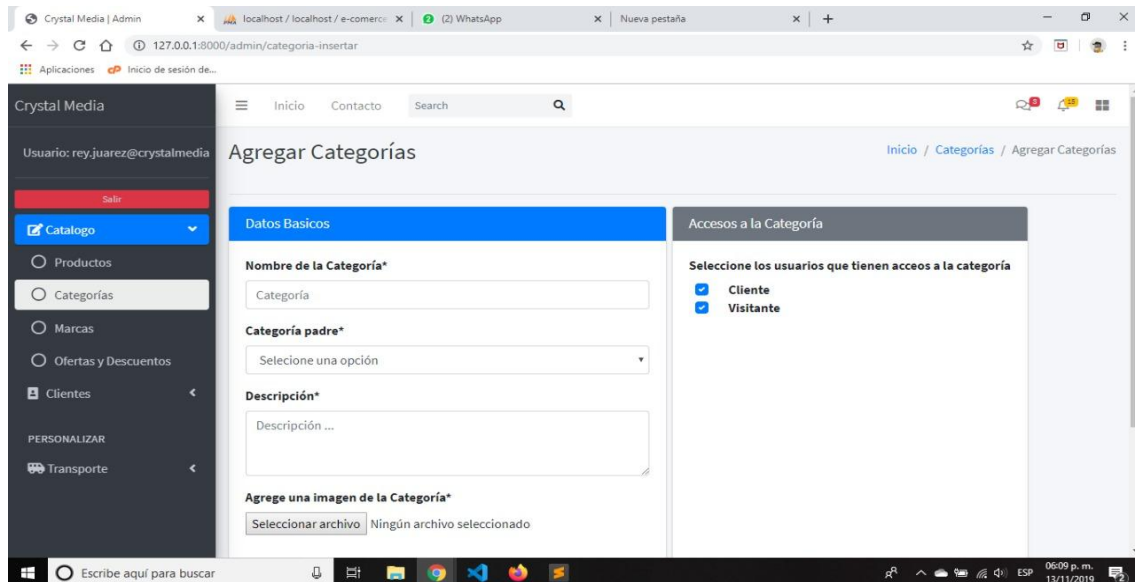 Crystal Media | Admin
localhost / localhost / e-comerce
(2) WhatsApp
Nueva pestaña
127.0.0.1:8000/admin/categoria-insertar
Aplicaciones
cP Inicio de sesión de...
Crystal Media
Inicio
Contacto
Search
15
Usuario: rey.juarez@crystalmedia
Agregar Categorías
Inicio / Categorías / Agregar Categorías
Salir
Catalogo
Productos
Categorías
Marcas
Ofertas y Descuentos
Clientes
PERSONALIZAR
Transporte
Datos Basicos
Nombre de la Categoría*
Categoría
Categoría padre*
Selecione una opción
Descripción*
Descripción ...
Agrege una imagen de la Categoría*
Seleccionar archivo Ningún archivo seleccionado
Accesos a la Categoría
Seleccione los usuarios que tienen acceos a la categoría
Cliente
Visitante
Escribe aquí para buscar
ESP
06:09 p. m.
13/11/2019